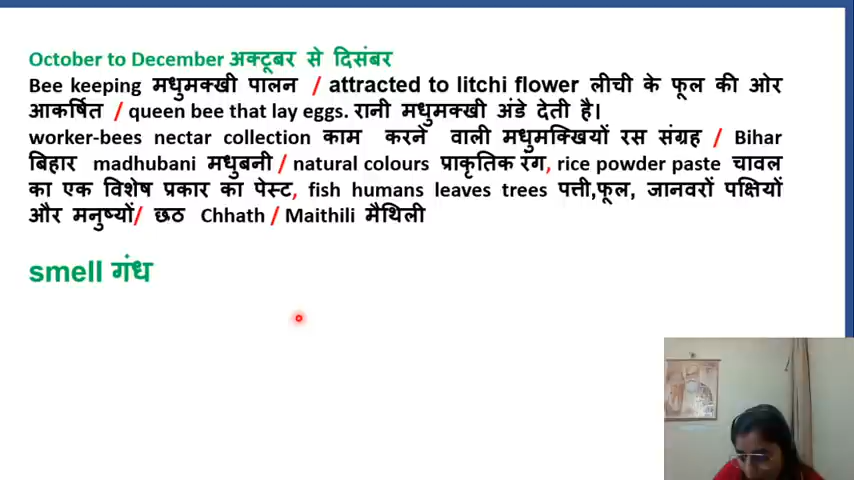 October to December अक्टूबर से दिसंबर
Bee keeping मधुमक्खी पालन / attracted to litchi flower लीची के फूल की ओर
आकर्षित / queen bee that lay eggs. रानी मधुमक्खी अंडे देती है।
worker-bees nectar collection काम करने वाली मधुमक्खियों रस संग्रह / Bihar
बिहार madhubani मधुबनी / natural colours प्राकृतिक रंग, rice powder paste चावल
का एक विशेष प्रकार का पेस्ट, fish humans leaves trees पत्ती,फूल, जानवरों पक्षियों
और मनुष्यों/ छठ Chhath / Maithili मैथिली
smell गंध